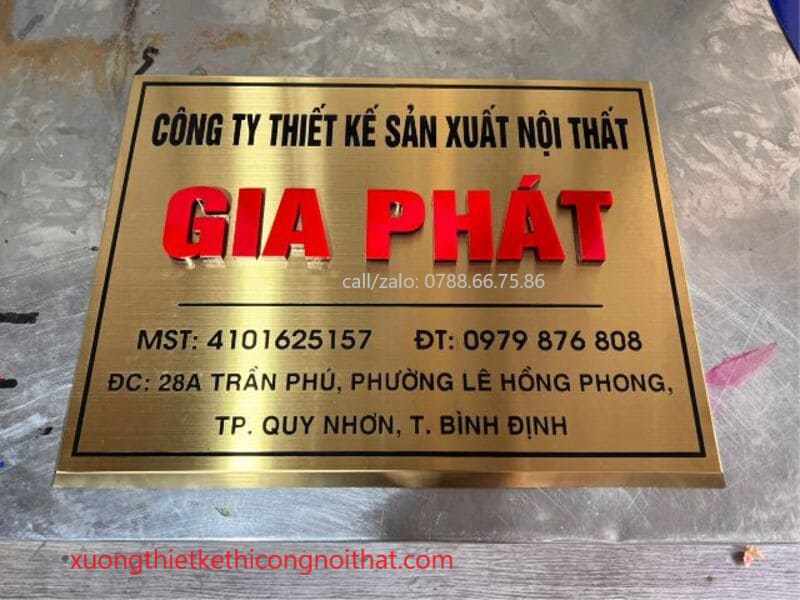 CÔNG TY THIẾT KẾ SẢN XUẤT NỘI THẤT
GIA PHÁT
call/zalo: 0788.66.75.86
MST: 4101625157 ĐT: 0979 876 808
ĐC: 28A TRẦN PHÚ, PHƯỜNG LÊ HỒNG PHONG,
TP. QUY NHƠN, T. BÌNH ĐỊNH
xuongthietkethicongnoithat.com